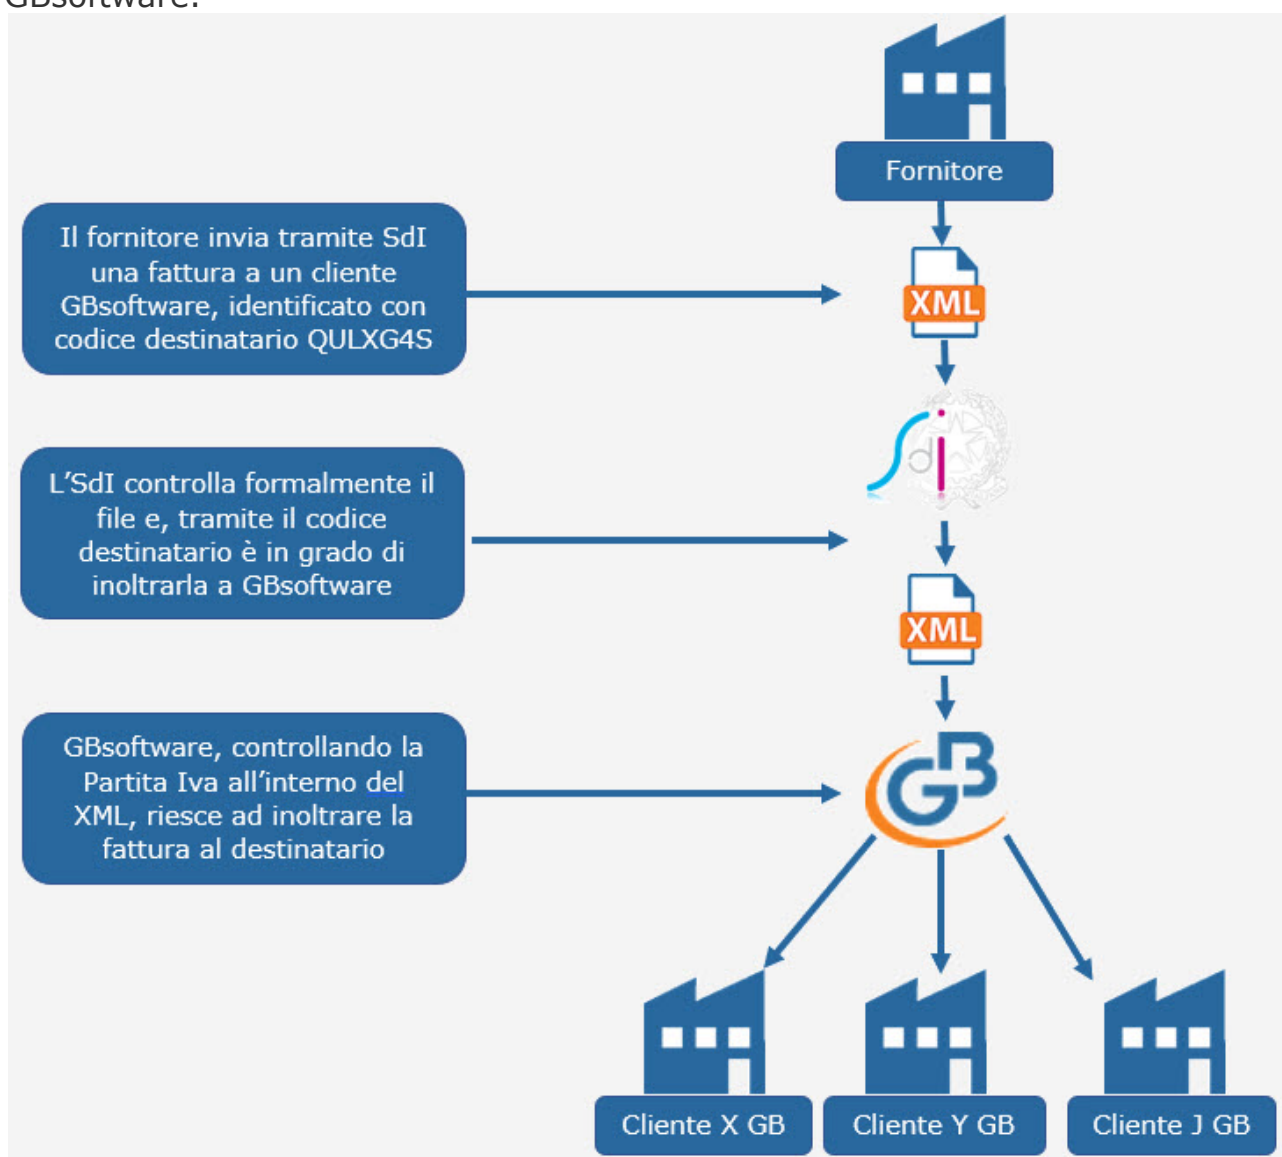 GBsoftware.
Fornitore
Il fornitore invia tramite SdI
una fattura a un cliente
GBsoftware, identificato con
codice destinatario QULXG4S
XML
SdI
L’SdI controlla formalmente il
file e, tramite il codice
destinatario è in grado di
inoltrarla a GBsoftware
XML
GBsoftware, controllando la
Partita Iva all’interno del
XML, riesce ad inoltrare la
fattura al destinatario
GB
Cliente X GB
Cliente Y GB
Cliente J GB